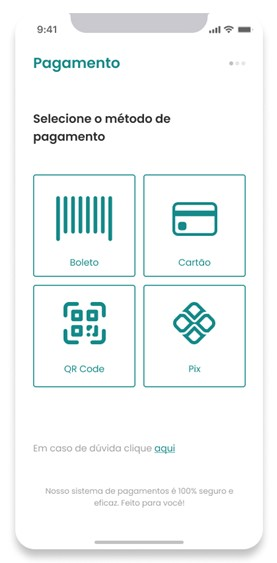 9:41
Pagamento
Selecione o método de
pagamento
Boleto
Cartão
QR Code
Pix
Em caso de dúvida clique aqui
Nosso sistema de pagamentos é 100% seguro e
eficaz. Feito para você!